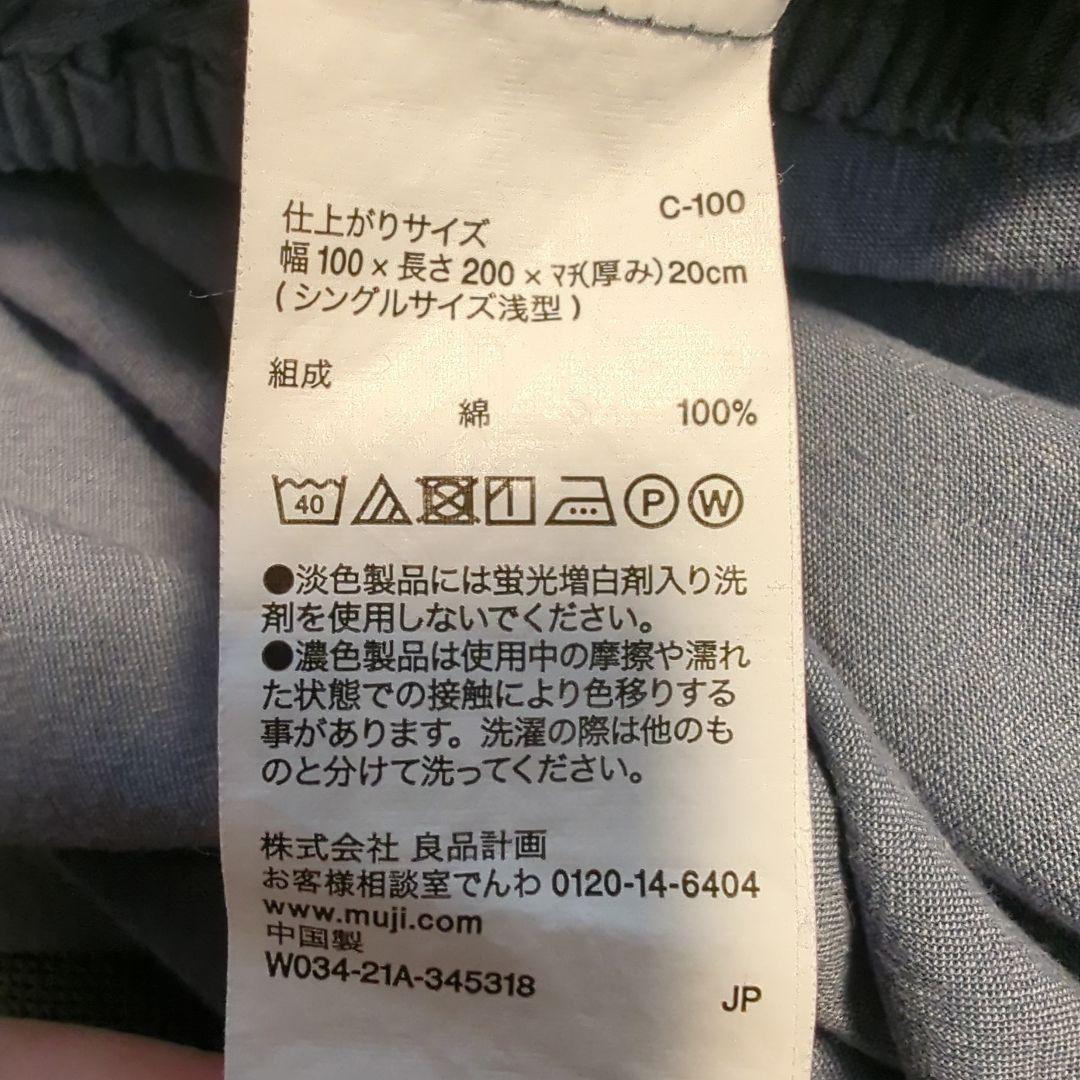 C-100
仕上がりサイズ
幅100×長さ200×マチ(厚み)20cm
(シングルサイズ浅型)
組成
綿 100%
40 P W
●淡色製品には蛍光増白剤入り洗
剤を使用しないでください。
●濃色製品は使用中の摩擦や濡れ
た状態での接触により色移りする
事があります。洗濯の際は他のも
のと分けて洗ってください。
株式会社 良品計画
お客様相談室でんわ 0120-14-6404
www.muji.com
中国製
W034-21A-345318
JP